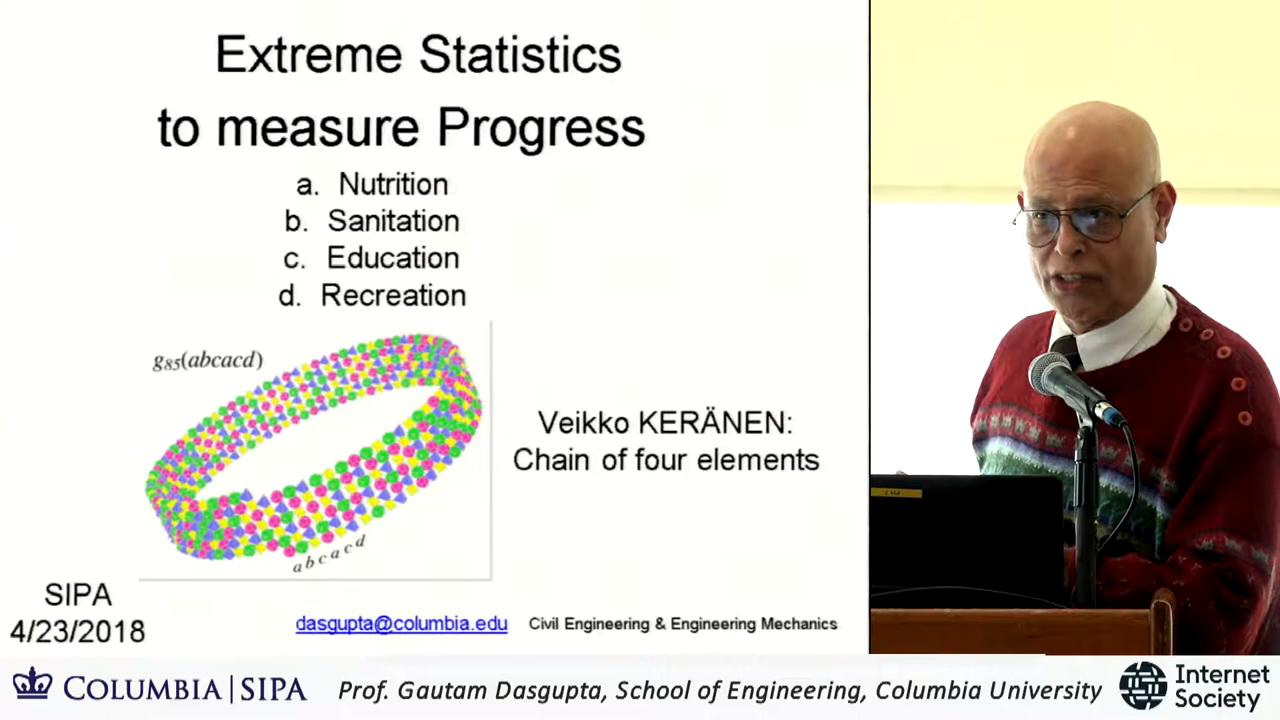 Extreme Statistics
to measure Progress
a. Nutrition
b. Sanitation
c. Education
d. Recreation
g85(abcacd)
Veikko KERÄNEN:
Chain of four elements
a b c a c d
SIPA
4/23/2018
dasgupta@columbia.edu Civil Engineering & Engineering Mechanics
COLUMBIA | SIPA
Prof. Gautam Dasgupta, School of Engineering, Columbia University
Internet
Society